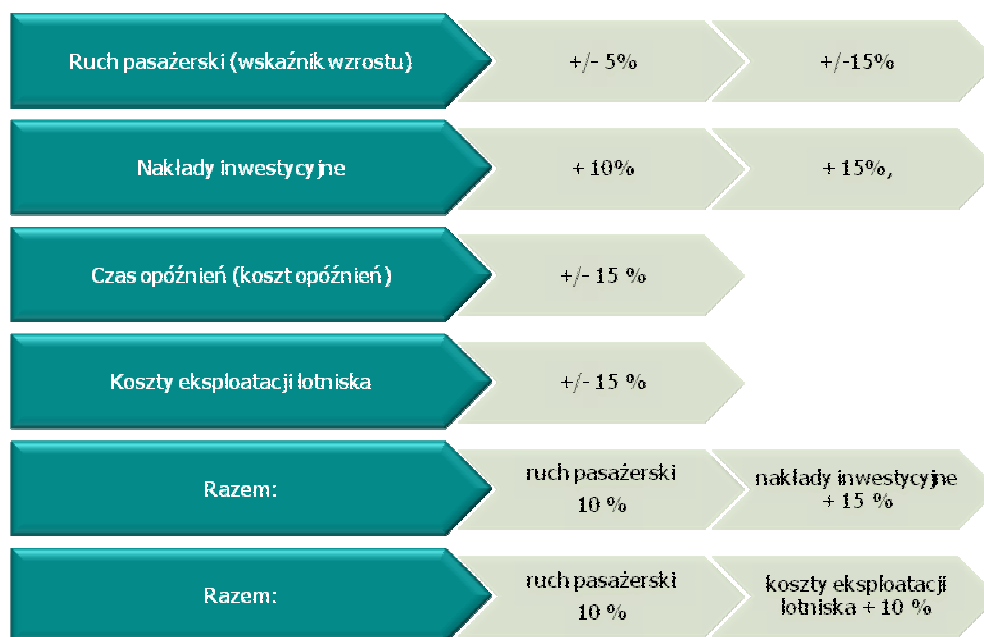 Ruch pasażerski (wskaźnik wzrostu)
+/- 5%
+/-15%
Nakłady inwestycyjne
+ 10%
+ 15%,
Czas opóźnień (koszt opóźnień)
+/- 15 %
Koszty eksploatacji lotniska
+/- 15 %
Razem:
ruch pasażerski
10 %
nakłady inwestycyjne
+ 15 %
Razem:
ruch pasażerski
10 %
koszty eksploatacji
lotniska + 10 %